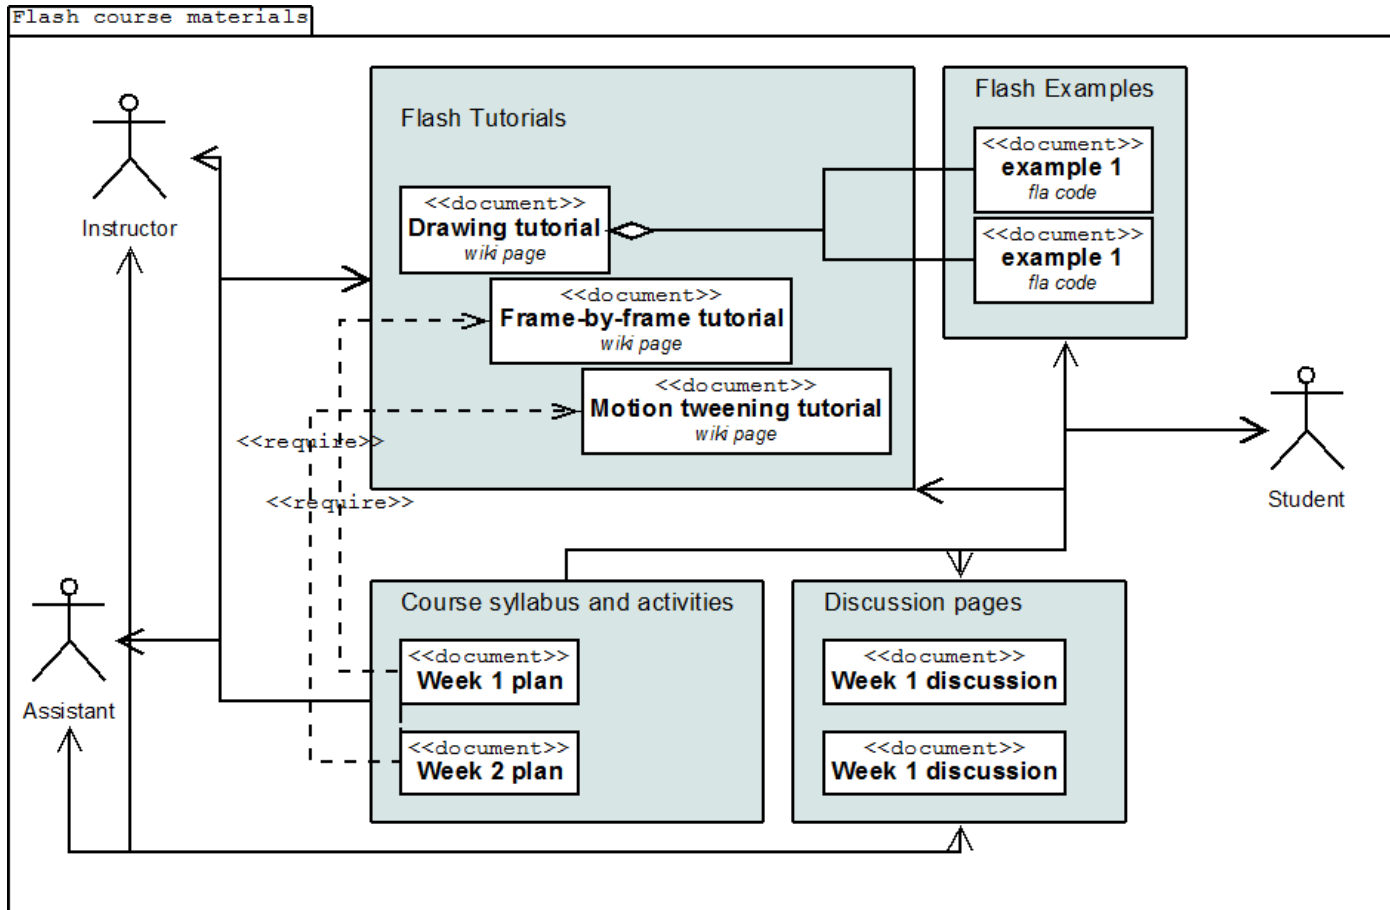 Flash course materials
Instructor
Flash Tutorials
<<document>>
Drawing tutorial
wiki page
<<document>>
Frame-by-frame tutorial
wiki page
<<document>>
Motion tweening tutorial
wiki page
Flash Examples
<<document>>
example 1
fla code
<<document>>
example 1
fla code
<<require>>
<<require>>
Student
Assistant
Course syllabus and activities
<<document>>
Week 1 plan
<<document>>
Week 2 plan
Discussion pages
<<document>>
Week 1 discussion
<<document>>
Week 1 discussion